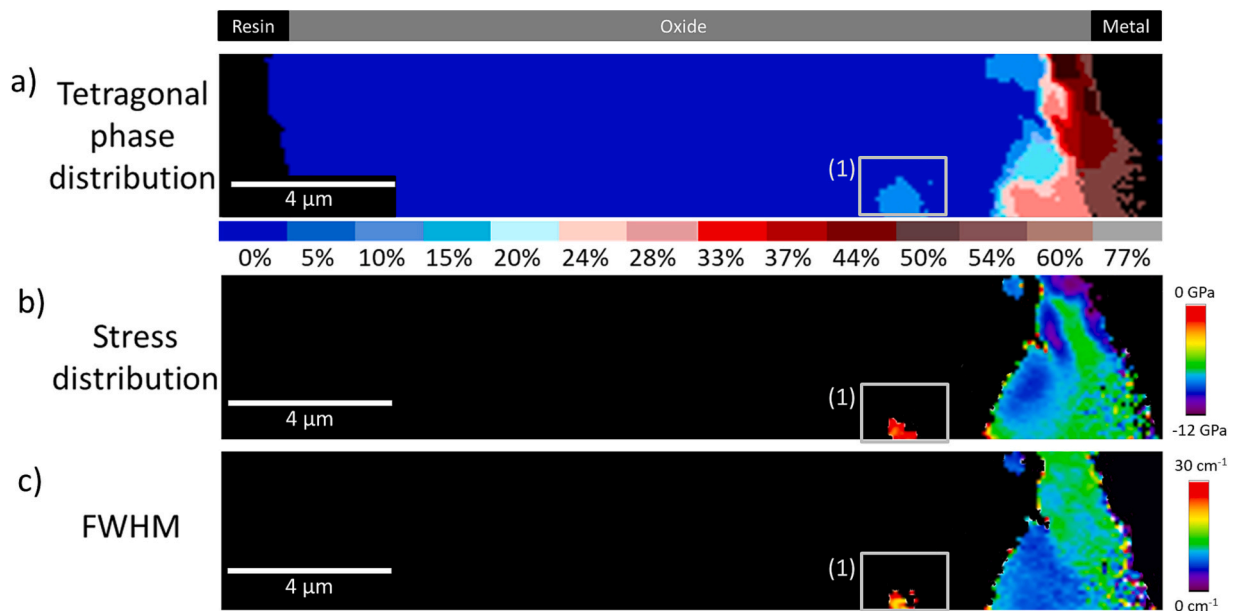 Resin Oxide Metal
a) Tetragonal
phase
distribution
(1)
4 μm
0% 5% 10% 15% 20% 24% 28% 33% 37% 44% 50% 54% 60% 77%
b) Stress
distribution
0 GPa
(1)
4 μm
-12 GPa
c) FWHM
30 cm⁻¹
(1)
4 μm
0 cm⁻¹